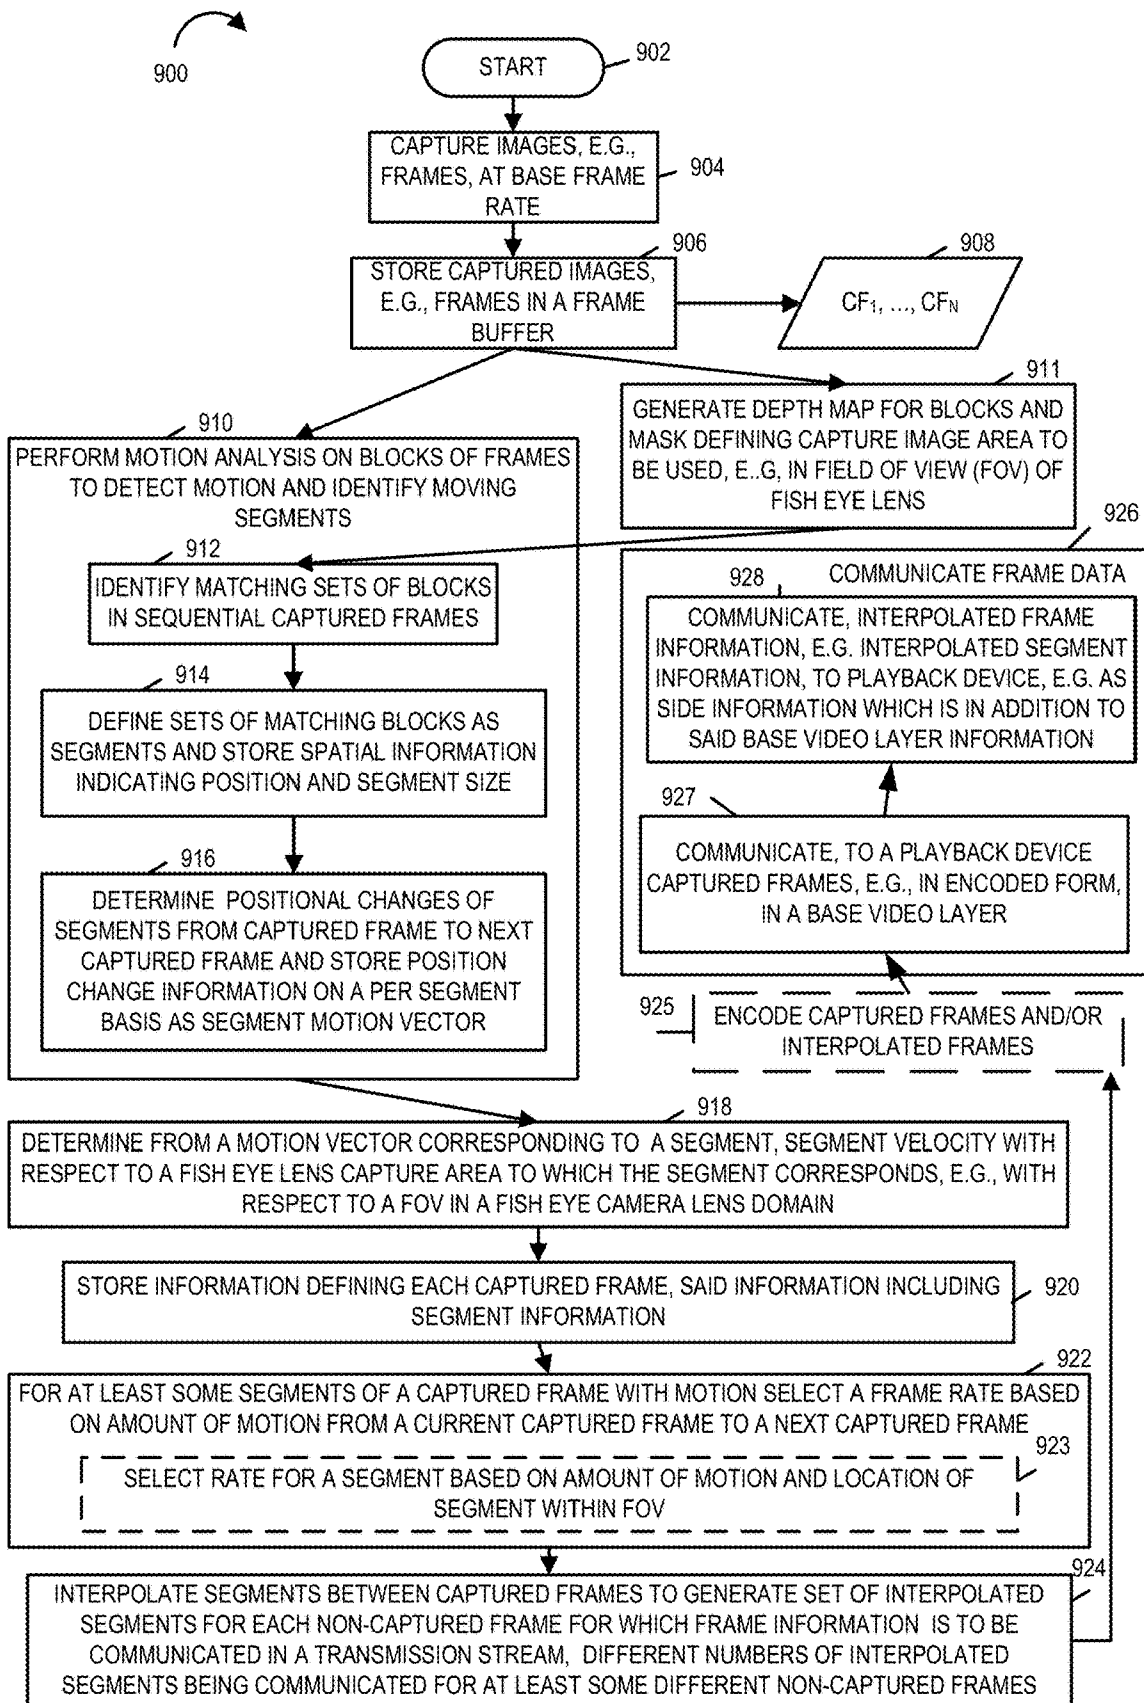 900
START
902
CAPTURE IMAGES, E.G.,
FRAMES, AT BASE FRAME
RATE
904
906
STORE CAPTURED IMAGES,
E.G., FRAMES IN A FRAME
BUFFER
908
CF1, ..., CFN
911
GENERATE DEPTH MAP FOR BLOCKS AND
MASK DEFINING CAPTURE IMAGE AREA TO
BE USED, E..G, IN FIELD OF VIEW (FOV) OF
FISH EYE LENS
910
PERFORM MOTION ANALYSIS ON BLOCKS OF FRAMES
TO DETECT MOTION AND IDENTIFY MOVING
SEGMENTS
912
IDENTIFY MATCHING SETS OF BLOCKS
IN SEQUENTIAL CAPTURED FRAMES
914
DEFINE SETS OF MATCHING BLOCKS AS
SEGMENTS AND STORE SPATIAL INFORMATION
INDICATING POSITION AND SEGMENT SIZE
916
DETERMINE POSITIONAL CHANGES OF
SEGMENTS FROM CAPTURED FRAME TO NEXT
CAPTURED FRAME AND STORE POSITION
CHANGE INFORMATION ON A PER SEGMENT
BASIS AS SEGMENT MOTION VECTOR
926
COMMUNICATE FRAME DATA
928
COMMUNICATE, INTERPOLATED FRAME
INFORMATION, E.G. INTERPOLATED SEGMENT
INFORMATION, TO PLAYBACK DEVICE, E.G. AS
SIDE INFORMATION WHICH IS IN ADDITION TO
SAID BASE VIDEO LAYER INFORMATION
927
COMMUNICATE, TO A PLAYBACK DEVICE
CAPTURED FRAMES, E.G., IN ENCODED FORM,
IN A BASE VIDEO LAYER
925
ENCODE CAPTURED FRAMES AND/OR
INTERPOLATED FRAMES
918
DETERMINE FROM A MOTION VECTOR CORRESPONDING TO A SEGMENT, SEGMENT VELOCITY WITH
RESPECT TO A FISH EYE LENS CAPTURE AREA TO WHICH THE SEGMENT CORRESPONDS, E.G., WITH
RESPECT TO A FOV IN A FISH EYE CAMERA LENS DOMAIN
STORE INFORMATION DEFINING EACH CAPTURED FRAME, SAID INFORMATION INCLUDING
SEGMENT INFORMATION
920
922
FOR AT LEAST SOME SEGMENTS OF A CAPTURED FRAME WITH MOTION SELECT A FRAME RATE BASED
ON AMOUNT OF MOTION FROM A CURRENT CAPTURED FRAME TO A NEXT CAPTURED FRAME
923
SELECT RATE FOR A SEGMENT BASED ON AMOUNT OF MOTION AND LOCATION OF
SEGMENT WITHIN FOV
924
INTERPOLATE SEGMENTS BETWEEN CAPTURED FRAMES TO GENERATE SET OF INTERPOLATED
SEGMENTS FOR EACH NON-CAPTURED FRAME FOR WHICH FRAME INFORMATION IS TO BE
COMMUNICATED IN A TRANSMISSION STREAM, DIFFERENT NUMBERS OF INTERPOLATED
SEGMENTS BEING COMMUNICATED FOR AT LEAST SOME DIFFERENT NON-CAPTURED FRAMES